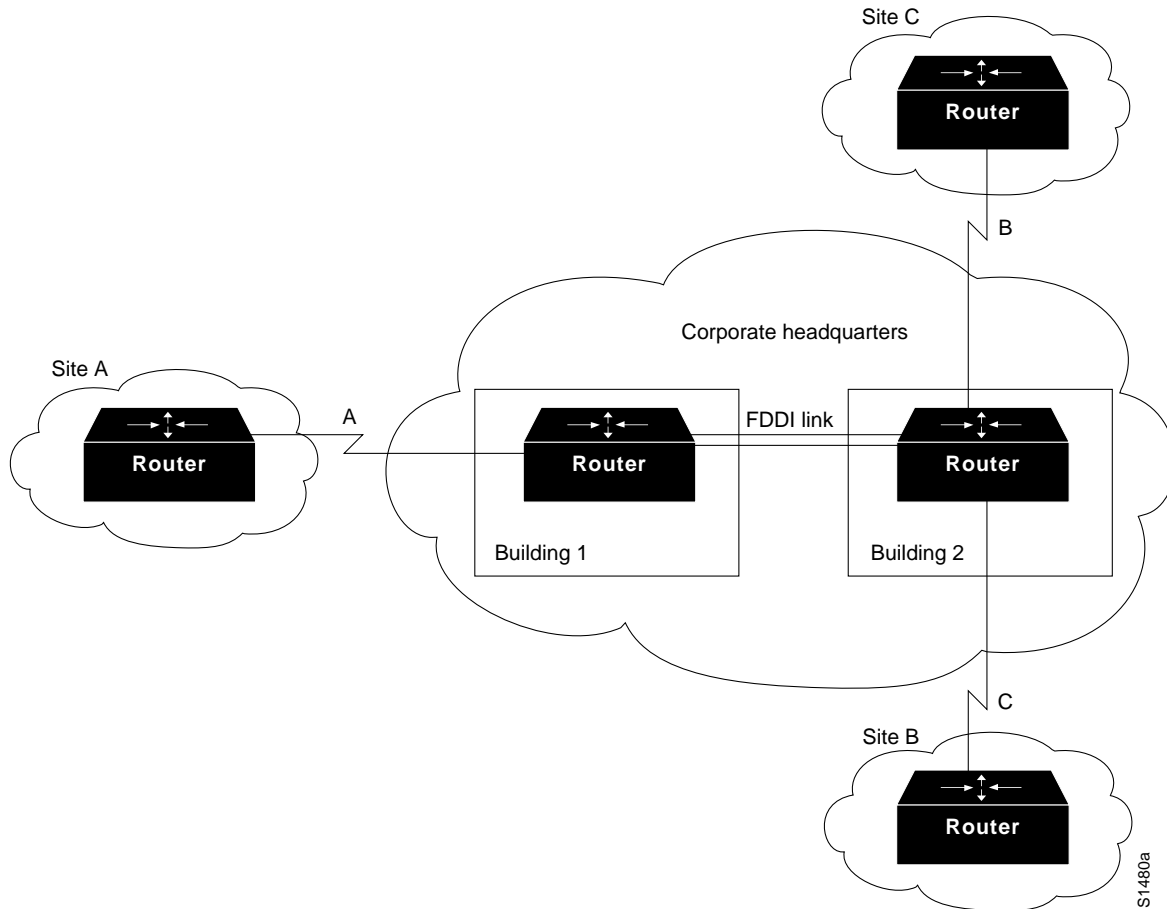 Site C
Router
B
Corporate headquarters
Site A
A
FDDI link
Router
Router
Router
Building 1
Building 2
C
Site B
Router
S1480a